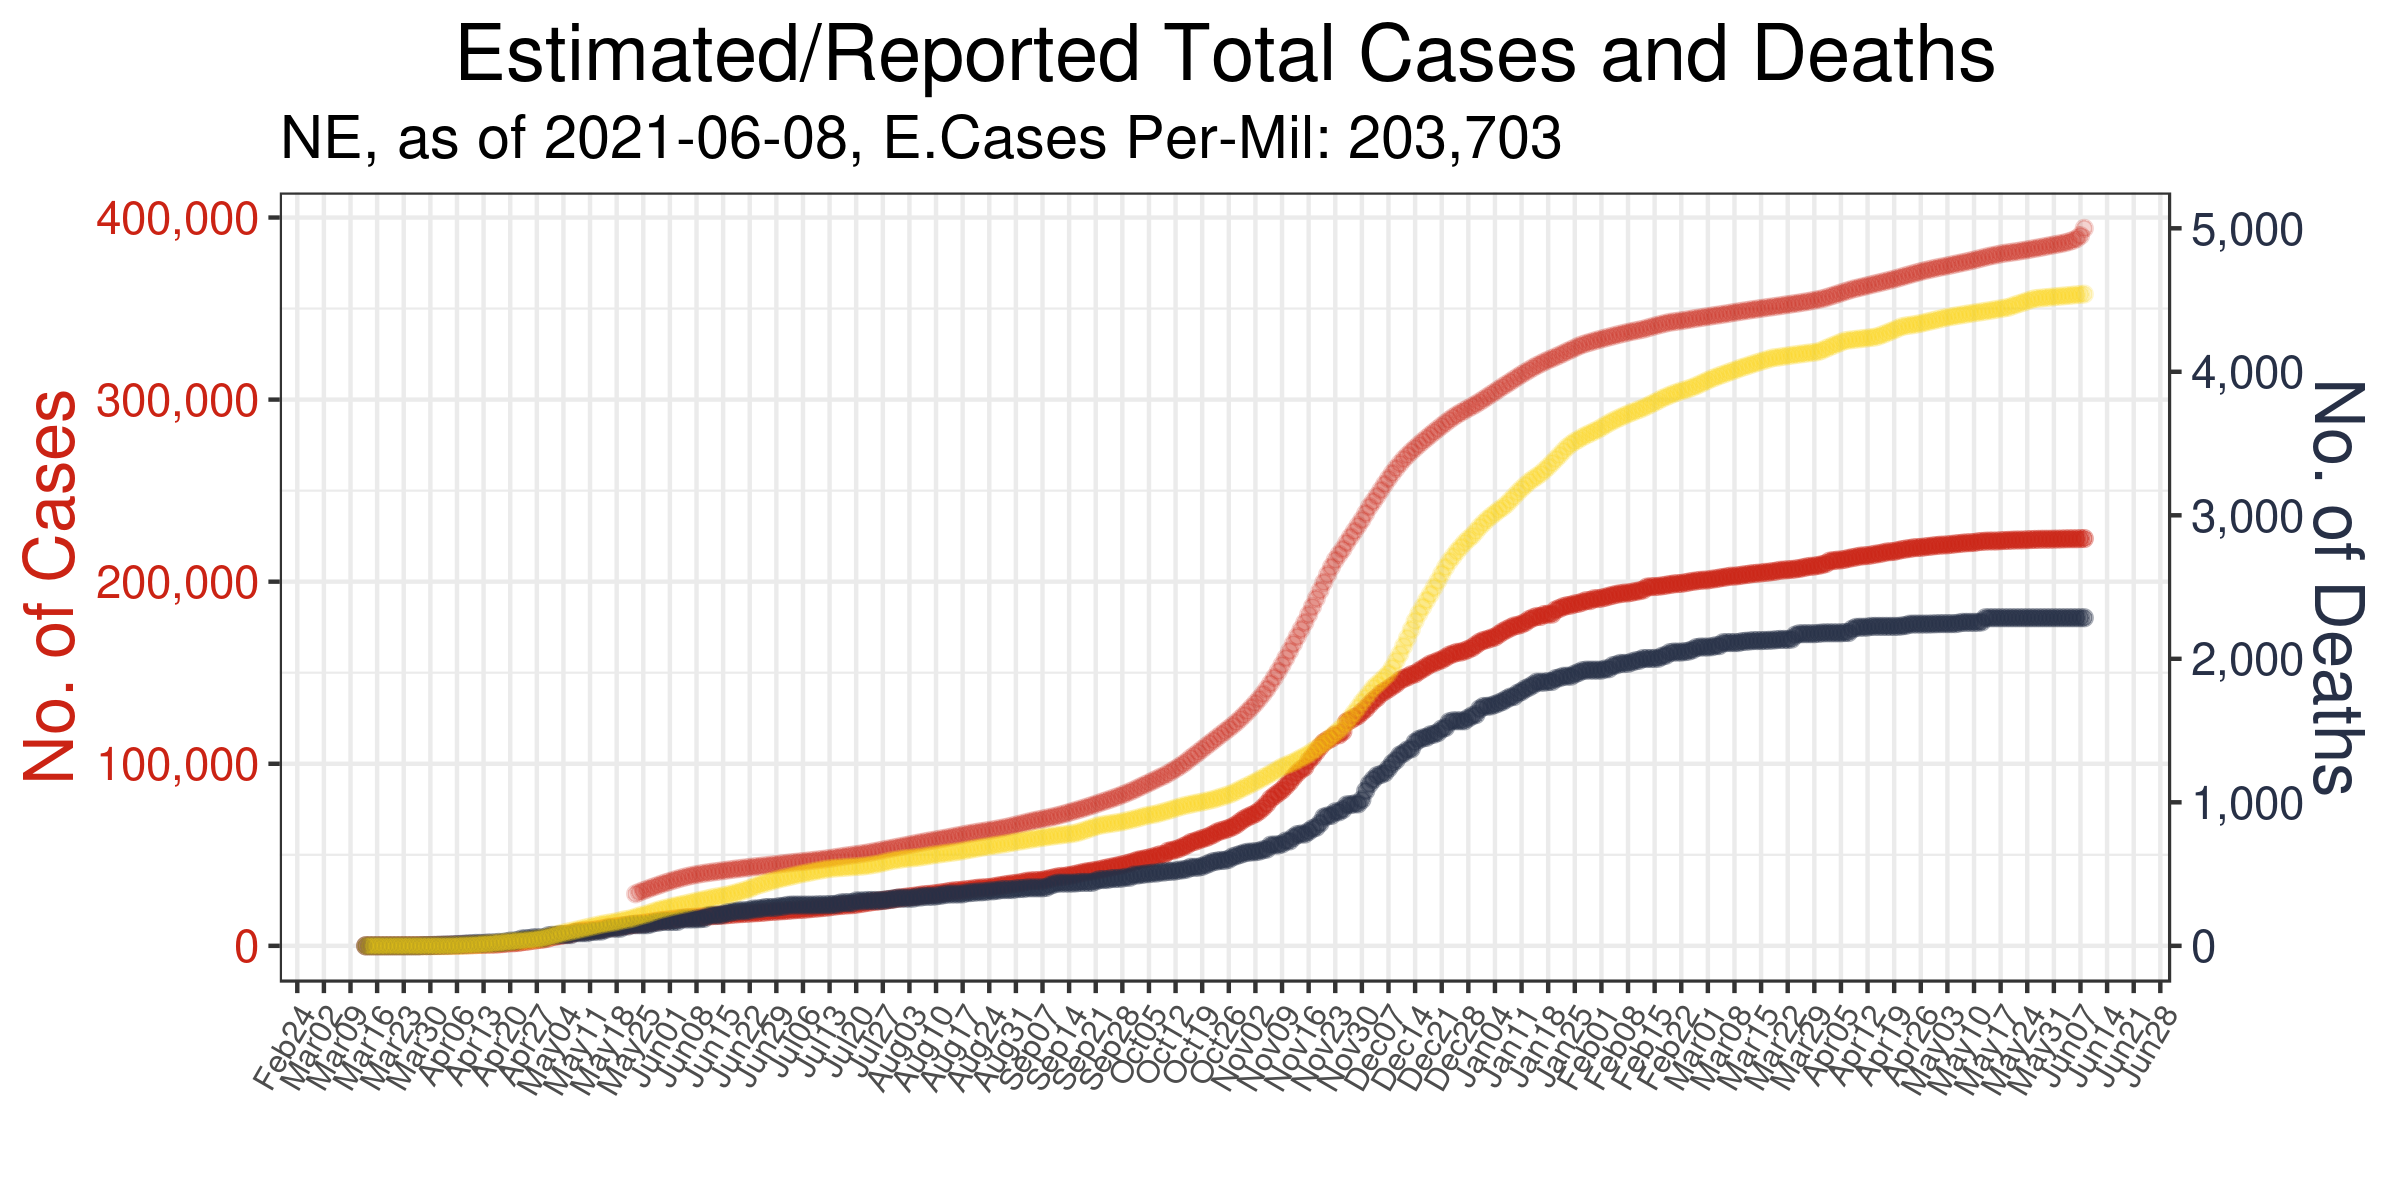 Estimated/Reported Total Cases and Deaths
NE, as of 2021-06-08, E.Cases Per-Mil: 203,703
No. of Cases
400,000
300,000
200,000
100,000
0
5,000
4,000
3,000
2,000
1,000
0
No. of Deaths
Feb24
Mar02
Mar09
Mar16
Mar23
Mar30
Apr06
Apr13
Apr20
Apr27
May04
May11
May18
May25
Jun01
Jun08
Jun15
Jun22
Jun29
Jul06
Jul13
Jul20
Jul27
Aug03
Aug10
Aug17
Aug24
Aug31
Sep07
Sep14
Sep21
Sep28
Oct05
Oct12
Oct19
Oct26
Nov02
Nov09
Nov16
Nov23
Nov30
Dec07
Dec14
Dec21
Dec28
Jan04
Jan11
Jan18
Jan25
Feb01
Feb08
Feb15
Feb22
Mar01
Mar08
Mar15
Mar22
Mar29
Apr05
Apr12
Apr19
Apr26
May03
May10
May17
May24
May31
Jun07
Jun14
Jun21
Jun28